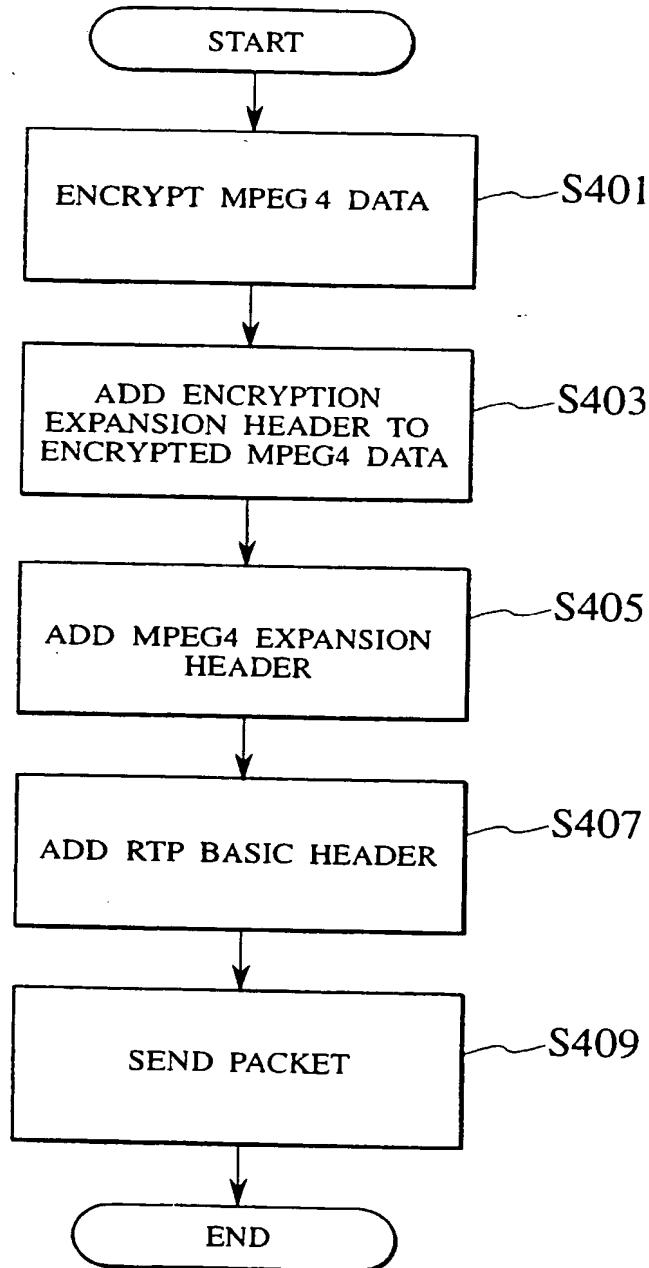 START
ENCRYPT MPEG 4 DATA
S401
ADD ENCRYPTION
EXPANSION HEADER TO
ENCRYPTED MPEG4 DATA
S403
ADD MPEG4 EXPANSION
HEADER
S405
ADD RTP BASIC HEADER
S407
SEND PACKET
S409
END